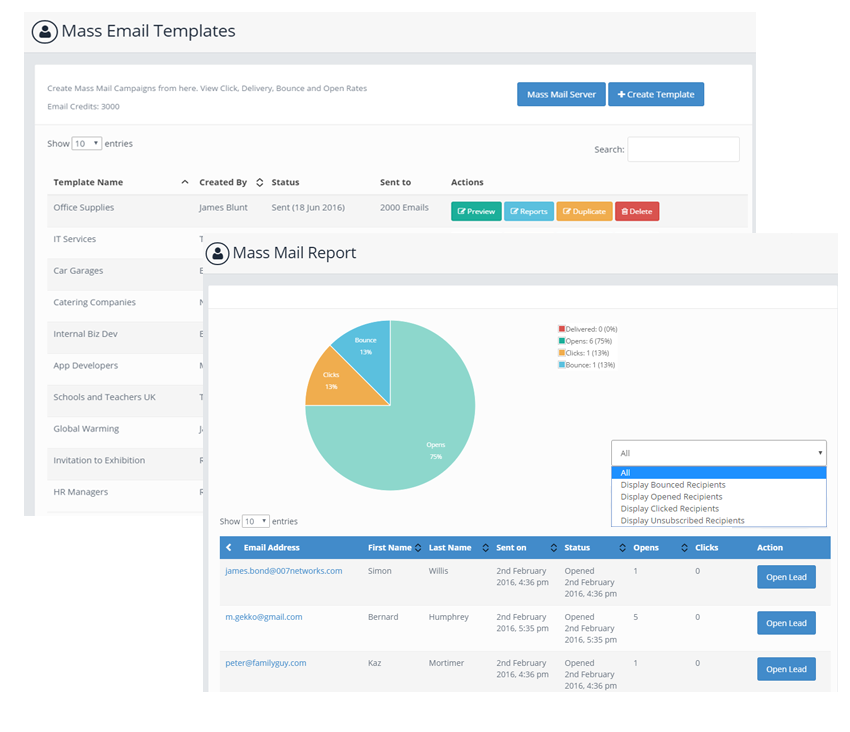 Mass Email Templates
Create Mass Mail Campaigns from here. View Click, Delivery, Bounce and Open Rates
Email Credits: 3000
Mass Mail Server
Create Template
Show 10 entries
Search:
Template Name Created By Status Sent to Actions
Office Supplies James Blunt Sent (18 Jun 2016) 2000 Emails Preview Reports Duplicate Delete
IT Services
Car Garages
Catering Companies
Internal Biz Dev
App Developers
Schools and Teachers UK
Global Warming
Invitation to Exhibition
HR Managers
Mass Mail Report
Bounce
13%
Clicks
13%
Opens
75%
Delivered: 0 (0%)
Opens: 6 (75%)
Clicks: 1 (13%)
Bounce: 1 (13%)
All
All
Display Bounced Recipients
Display Opened Recipients
Display Clicked Recipients
Display Unsubscribed Recipients
Show 10 entries
Email Address First Name Last Name Sent on Status Opens Clicks Action
james.bond@007networks.com Simon Willis 2nd February Opened 1 0 Open Lead
2016, 4:36 pm 2nd February
2016, 4:36 pm
m.gekko@gmail.com Bernard Humphrey 2nd February Opened 5 0 Open Lead
2016, 5:35 pm 2nd February
2016, 5:35 pm
peter@familyguy.com Kaz Mortimer 2nd February Opened 1 0 Open Lead
2016, 4:36 pm 2nd February
2016, 4:36 pm